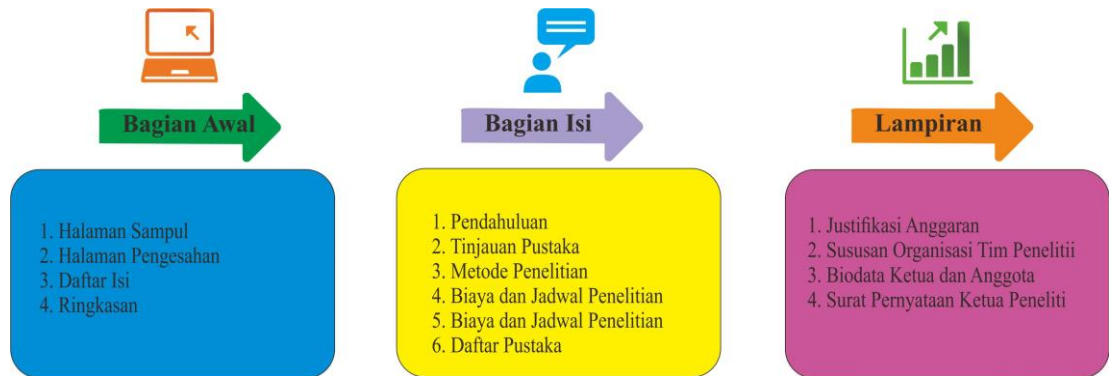 Bagian Awal
1. Halaman Sampul
2. Halaman Pengesahan
3. Daftar Isi
4. Ringkasan
Bagian Isi
1. Pendahuluan
2. Tinjauan Pustaka
3. Metode Penelitian
4. Biaya dan Jadwal Penelitian
5. Biaya dan Jadwal Penelitian
6. Daftar Pustaka
Lampiran
1. Justifikasi Anggaran
2. Sususan Organisasi Tim Penelitii
3. Biodata Ketua dan Anggota
4. Surat Pernyataan Ketua Peneliti